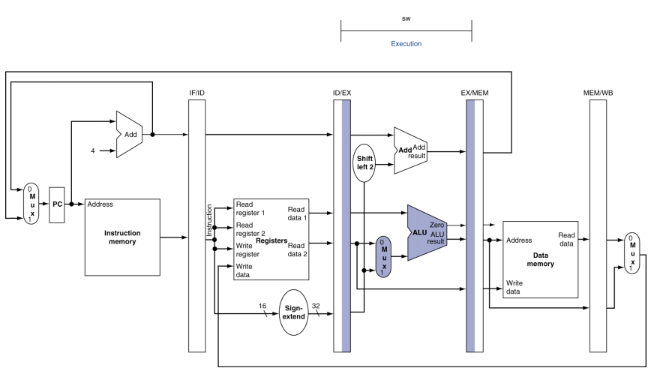 sw
Execution
IF/ID
ID/EX
EX/MEM
MEM/WB
Add
4
Add Add
result
Shift
left 2
0
M
u
x
1
PC
Address
Instruction
memory
Instruction
Read
register 1
Read
register 2
Registers
Write
register
Write
data
Read
data 1
Read
data 2
0
M
u
x
1
ALU
Zero
ALU
result
Address
Read
data
Data
memory
Write
data
0
M
u
x
1
16
Sign-
extend
32